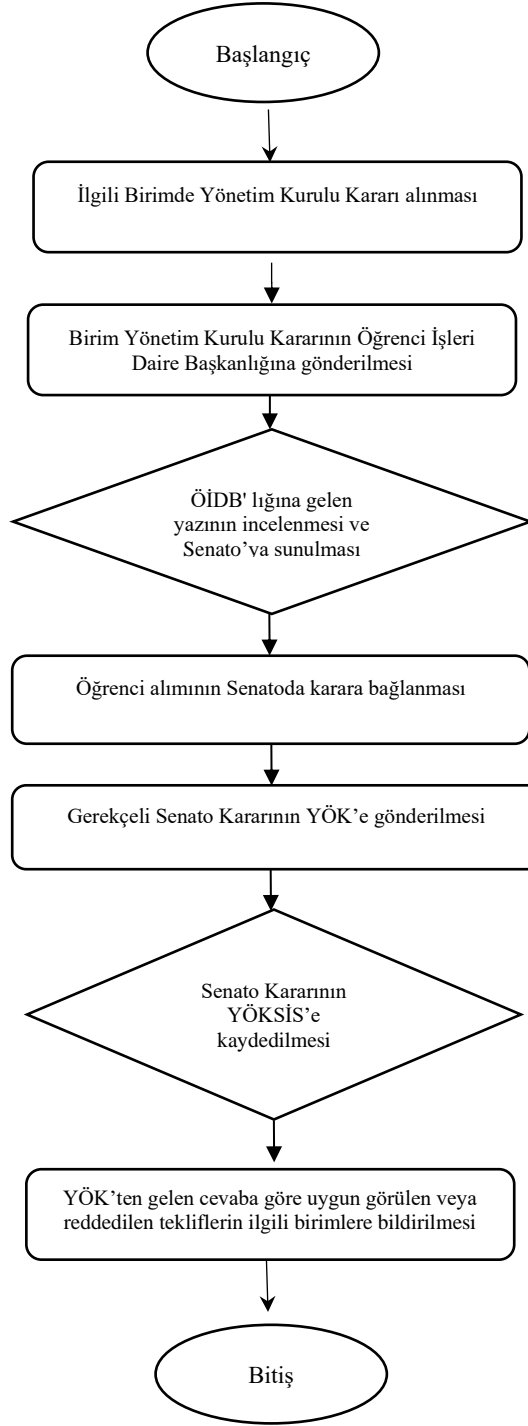 Başlangıç
İlgili Birimde Yönetim Kurulu Kararı alınması
Birim Yönetim Kurulu Kararının Öğrenci İşleri
Daire Başkanlığına gönderilmesi
ÖİDB' lığına gelen
yazının incelenmesi ve
Senato’ya sunulması
Öğrenci alımının Senatoda karara bağlanması
Gerekçeli Senato Kararının YÖK’e gönderilmesi
Senato Kararının
YÖKSİS’e
kaydedilmesi
YÖK’ten gelen cevaba göre uygun görülen veya
reddedilen tekliflerin ilgili birimlere bildirilmesi
Bitiş